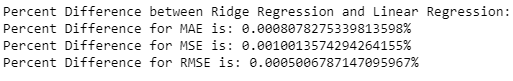 Percent Difference between Ridge Regression and Linear Regression:
Percent Difference for MAE is: 0.0008078275339813598%
Percent Difference for MSE is: 0.0010013574294264155%
Percent Difference for RMSE is: 0.0005006787147095967%